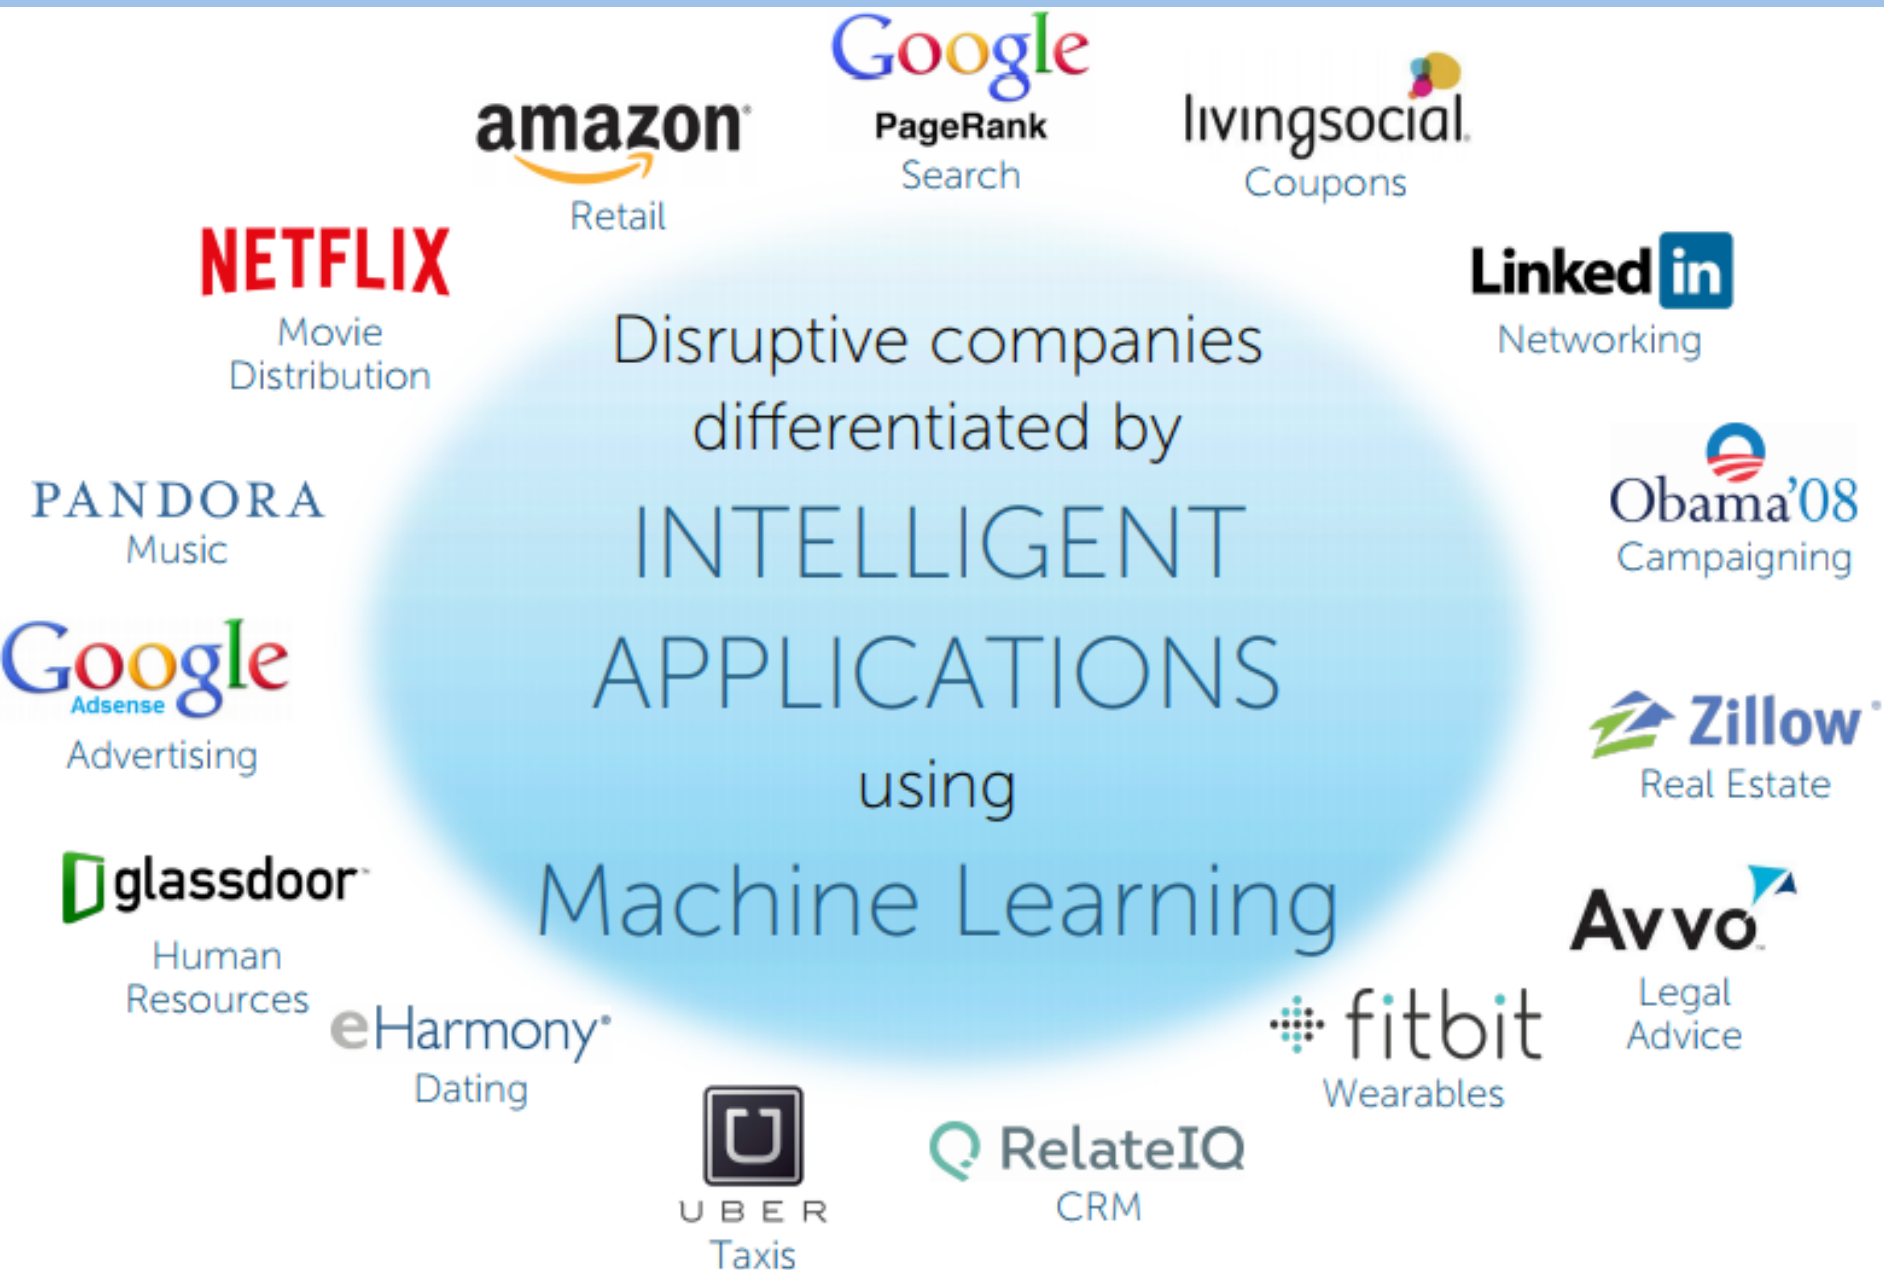 Google
PageRank
Search
livingsocial.
Coupons
amazon
Retail
NETFLIX
Movie
Distribution
Linked in
Networking
Disruptive companies
differentiated by
INTELLIGENT
APPLICATIONS
using
Machine Learning
PANDORA
Music
Obama'08
Campaigning
Google
Adsense
Advertising
Zillow
Real Estate
glassdoor
Human
Resources
Avvo
Legal
Advice
eHarmony
Dating
fitbit
Wearables
UBER
Taxis
RelateIQ
CRM